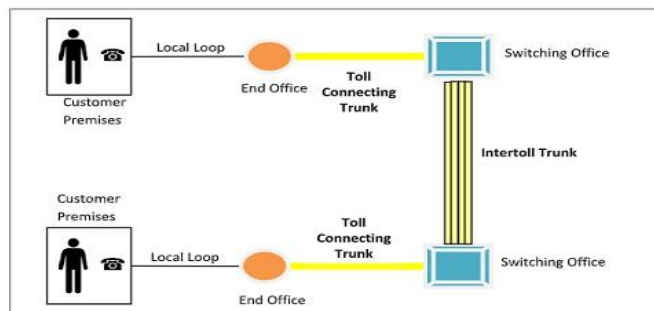 Local Loop
Toll
Connecting
Trunk
Switching Office
End Office
Customer
Premises
Intertoll Trunk
Customer
Premises
Local Loop
Toll
Connecting
Trunk
Switching Office
End Office